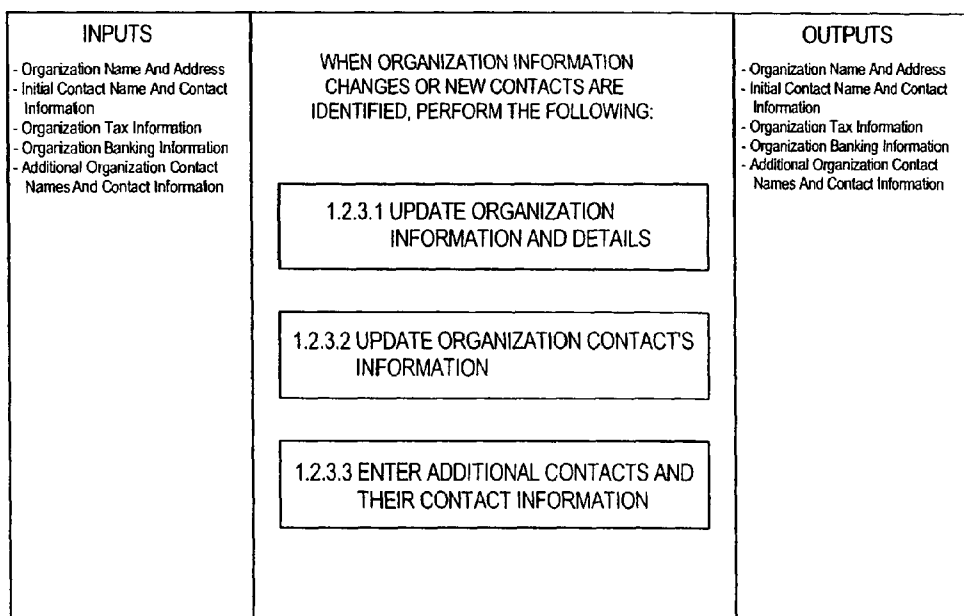 INPUTS
- Organization Name And Address
- Initial Contact Name And Contact
Information
- Organization Tax Information
- Organization Banking Information
- Additional Organization Contact
Names And Contact Information
WHEN ORGANIZATION INFORMATION
CHANGES OR NEW CONTACTS ARE
IDENTIFIED, PERFORM THE FOLLOWING:
1.2.3.1 UPDATE ORGANIZATION
INFORMATION AND DETAILS
1.2.3.2 UPDATE ORGANIZATION CONTACT'S
INFORMATION
1.2.3.3 ENTER ADDITIONAL CONTACTS AND
THEIR CONTACT INFORMATION
OUTPUTS
- Organization Name And Address
- Initial Contact Name And Contact
Information
- Organization Tax Information
- Organization Banking Information
- Additional Organization Contact
Names And Contact Information